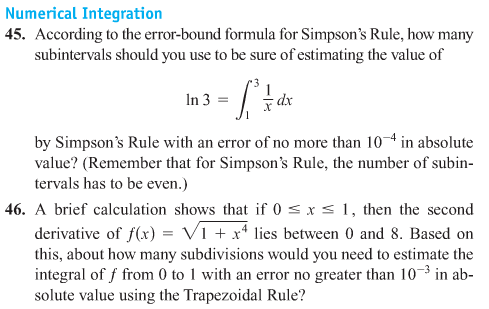 Numerical Integration
45. According to the error-bound formula for Simpson's Rule, how many
subintervals should you use to be sure of estimating the value of
ln 3 = ∫₁³ 1/x dx
by Simpson's Rule with an error of no more than 10⁻⁴ in absolute
value? (Remember that for Simpson's Rule, the number of subin-
tervals has to be even.)
46. A brief calculation shows that if 0 ≤ x ≤ 1, then the second
derivative of f(x) = √(1 + x⁴) lies between 0 and 8. Based on
this, about how many subdivisions would you need to estimate the
integral of f from 0 to 1 with an error no greater than 10⁻³ in ab-
solute value using the Trapezoidal Rule?